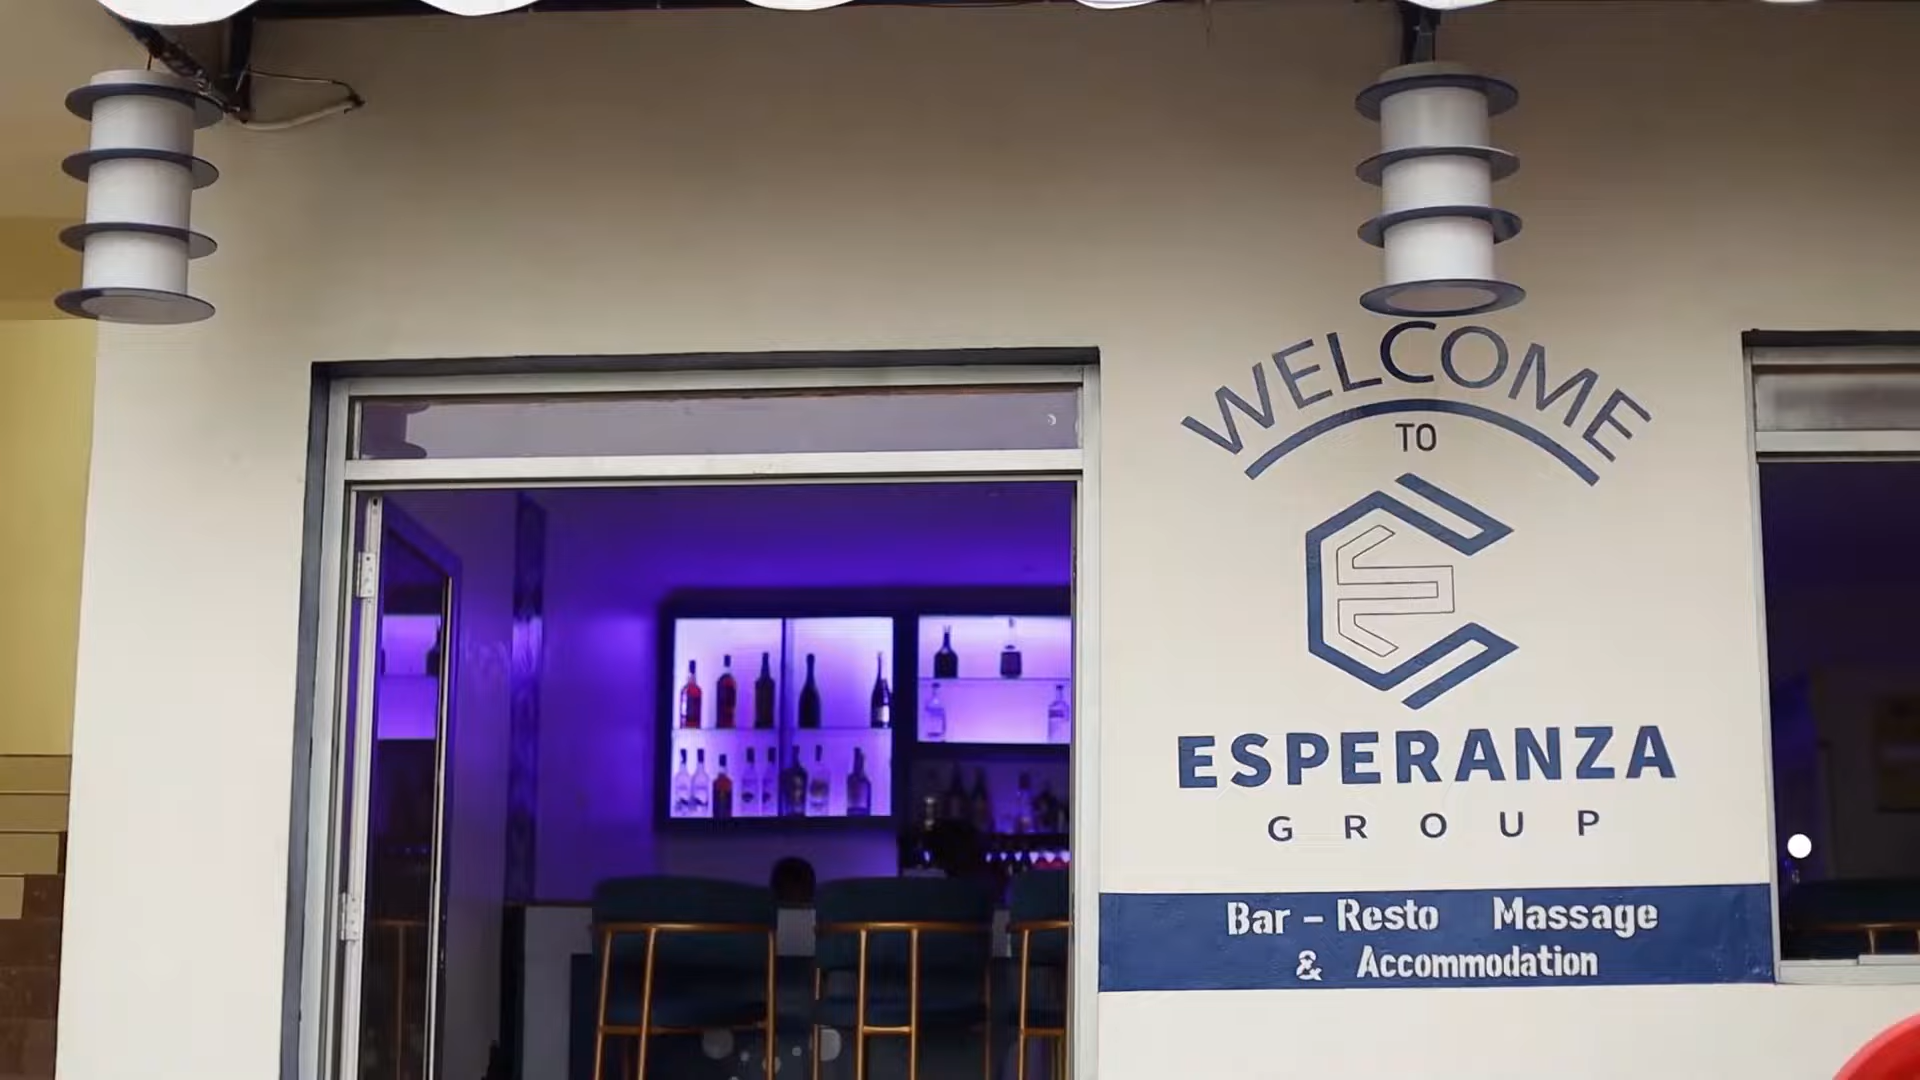 WELCOME
TO
ESPERANZA
GROUP
Bar - Resto Massage
& Accommodation